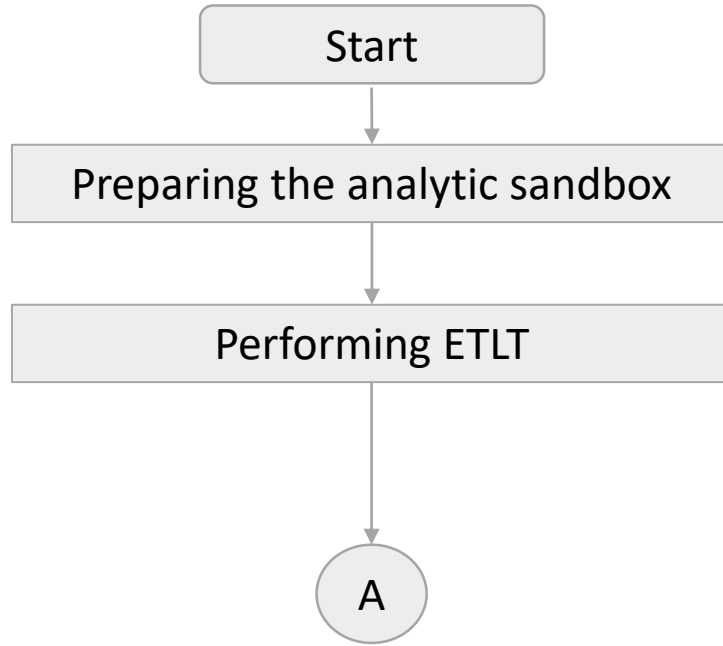 Start
Preparing the analytic sandbox
Performing ETLT
A